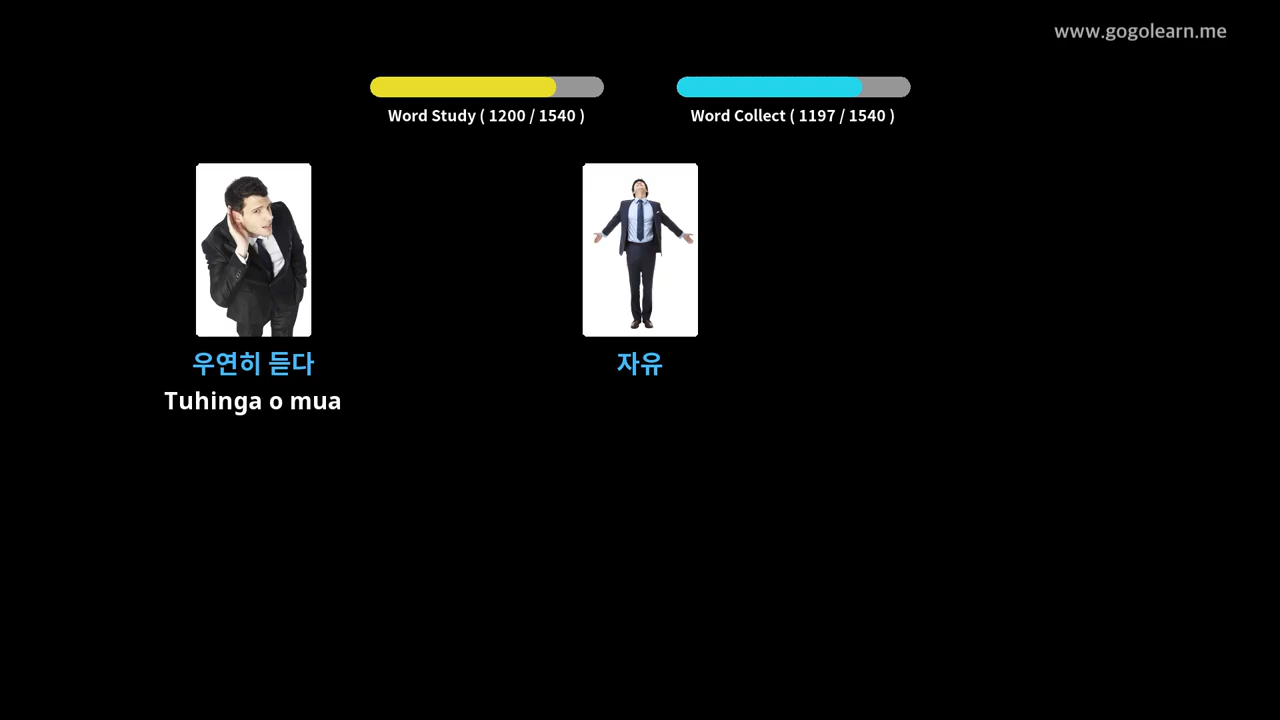 www.gogolearn.me
Word Study ( 1200 / 1540 )
Word Collect ( 1197 / 1540 )
우연히 듣다
자유
Tuhinga o mua